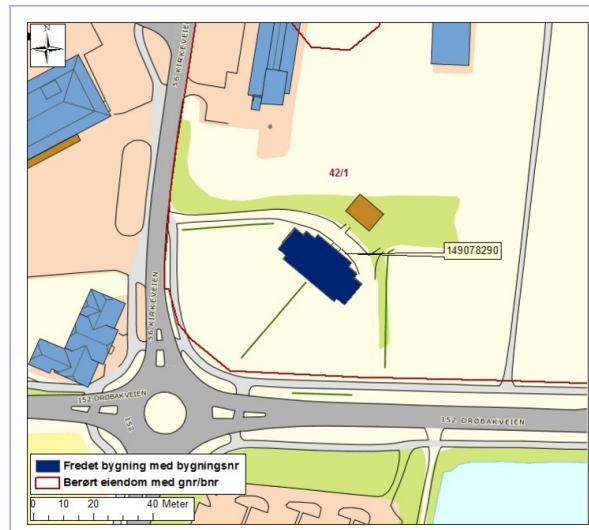 N
56 KIRKEVEIEN
42/1
149078290
56 KIRKEVEIEN
152 DRØBAKVEIEN
152
152 DRØBAKVEIEN
Fredet bygning med bygningsnr
Berørt eiendom med gnr/bnr
0 10 20 40 Meter